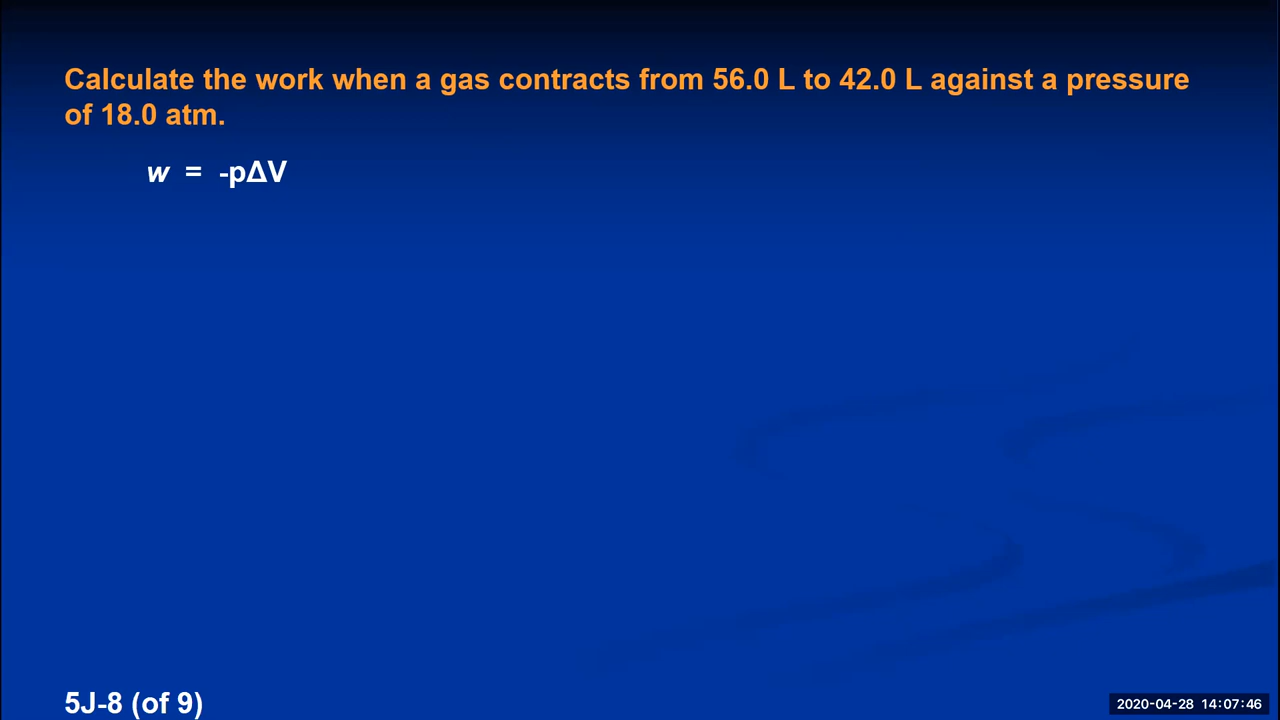 Calculate the work when a gas contracts from 56.0 L to 42.0 L against a pressure
of 18.0 atm.
w = -pΔV
5J-8 (of 9)
2020-04-28 14:07:46